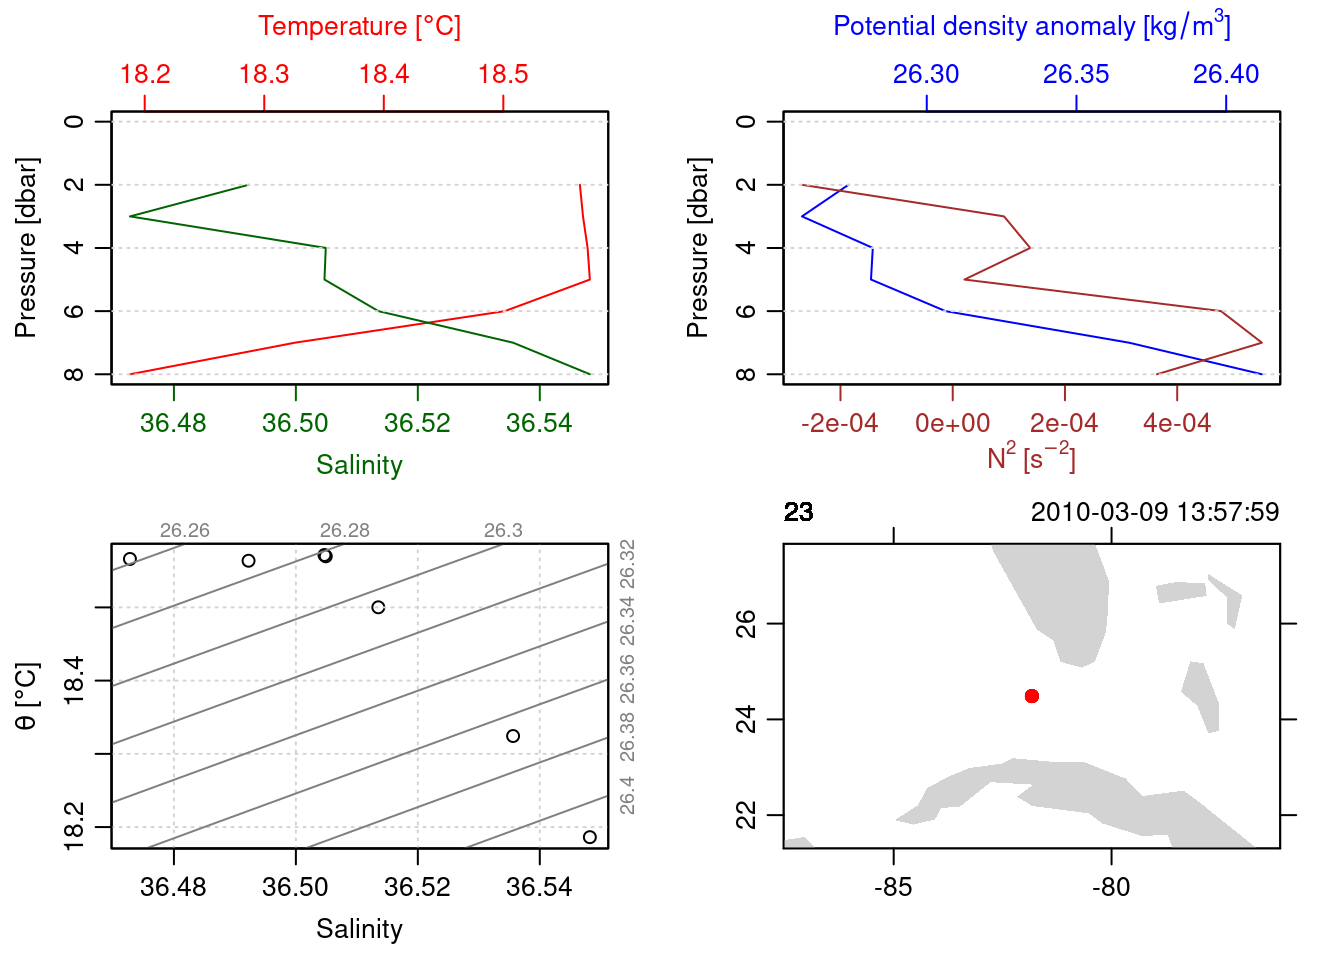 Temperature [°C]
18.2 18.3 18.4 18.5
Pressure [dbar]
0
2
4
6
8
36.48 36.50 36.52 36.54
Salinity
Potential density anomaly [kg/m³]
26.30 26.35 26.40
Pressure [dbar]
0
2
4
6
8
-2e-04 0e+00 2e-04 4e-04
N² [s⁻²]
26.26 26.28 26.3
26.32
26.34
26.36
26.38
26.4
θ [°C]
18.4
18.2
36.48 36.50 36.52 36.54
Salinity
23 2010-03-09 13:57:59
26
24
22
-85 -80